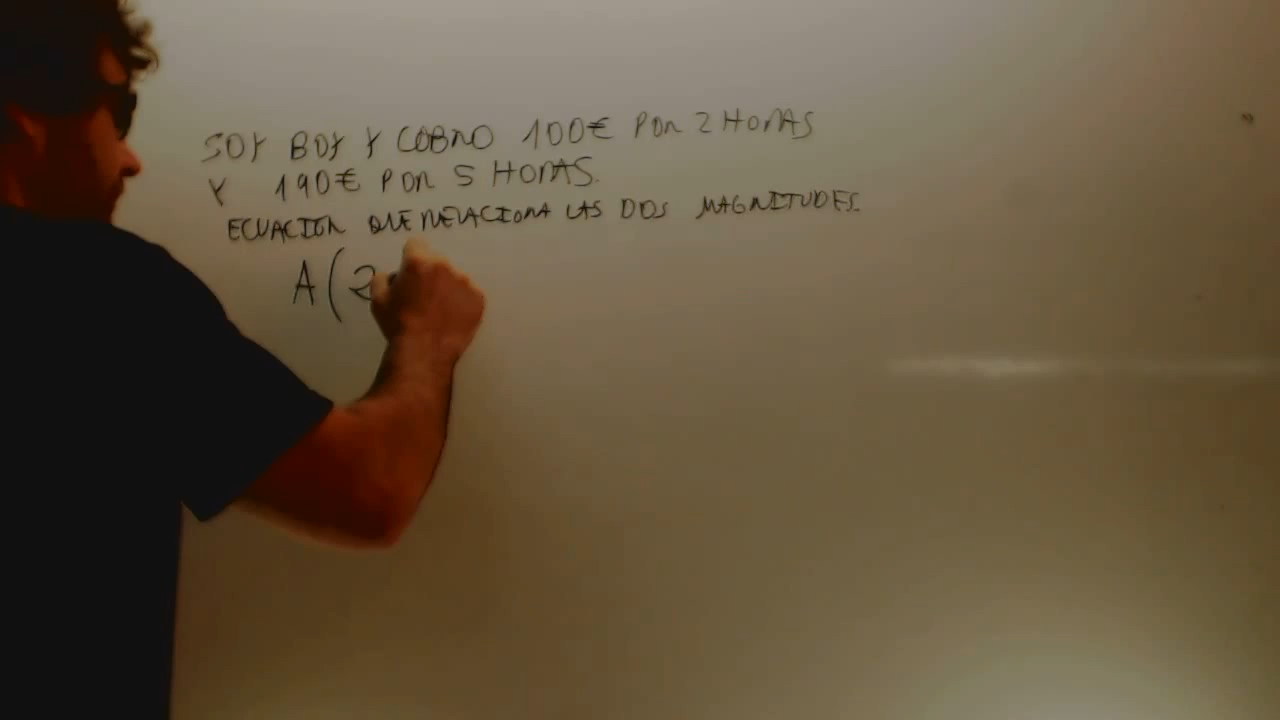 SOY BOY Y COBRO 100€ POR 2 HORAS
Y 190€ POR 5 HORAS.
ECUACION QUE RELACIONA LAS DOS MAGNITUDES.
A(2